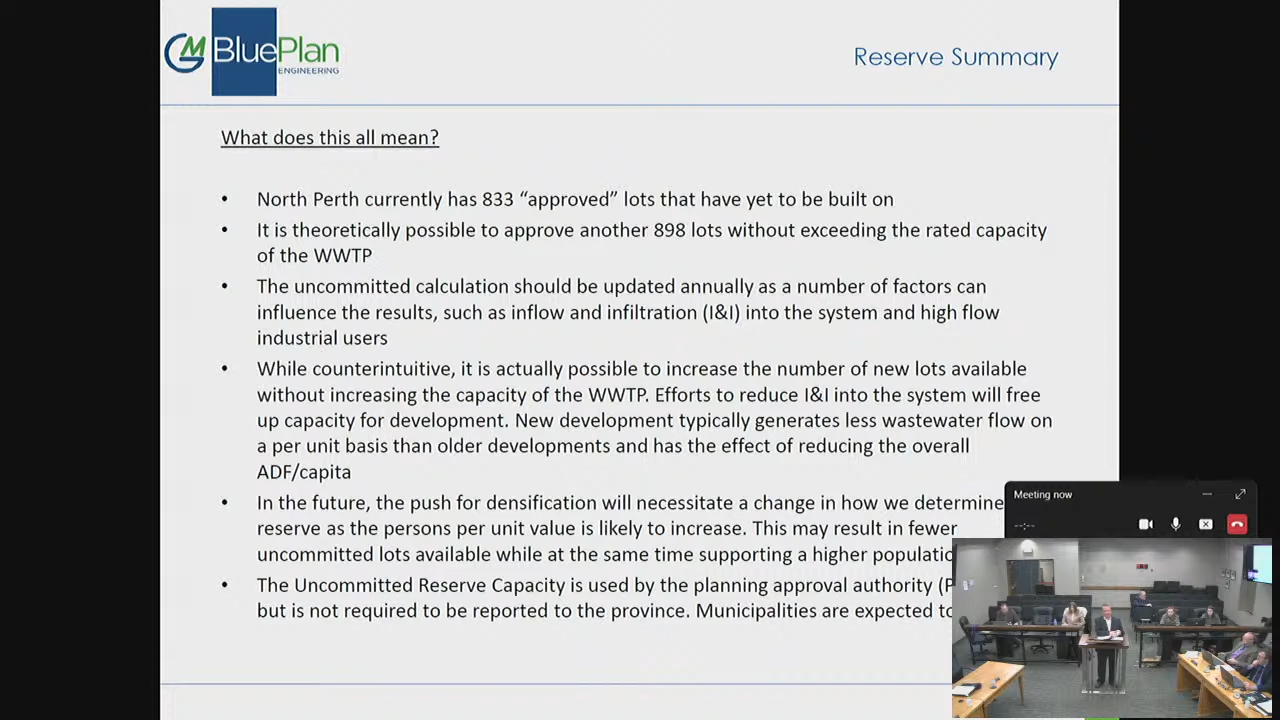 GM BluePlan
ENGINEERING
Reserve Summary
What does this all mean?
• North Perth currently has 833 “approved” lots that have yet to be built on
• It is theoretically possible to approve another 898 lots without exceeding the rated capacity
of the WWTP
• The uncommitted calculation should be updated annually as a number of factors can
influence the results, such as inflow and infiltration (I&I) into the system and high flow
industrial users
• While counterintuitive, it is actually possible to increase the number of new lots available
without increasing the capacity of the WWTP. Efforts to reduce I&I into the system will free
up capacity for development. New development typically generates less wastewater flow on
a per unit basis than older developments and has the effect of reducing the overall
ADF/capita
• In the future, the push for densification will necessitate a change in how we determine
reserve as the persons per unit value is likely to increase. This may result in fewer
uncommitted lots available while at the same time supporting a higher populatio
• The Uncommitted Reserve Capacity is used by the planning approval authority (P
but is not required to be reported to the province. Municipalities are expected to
Meeting now
--:--